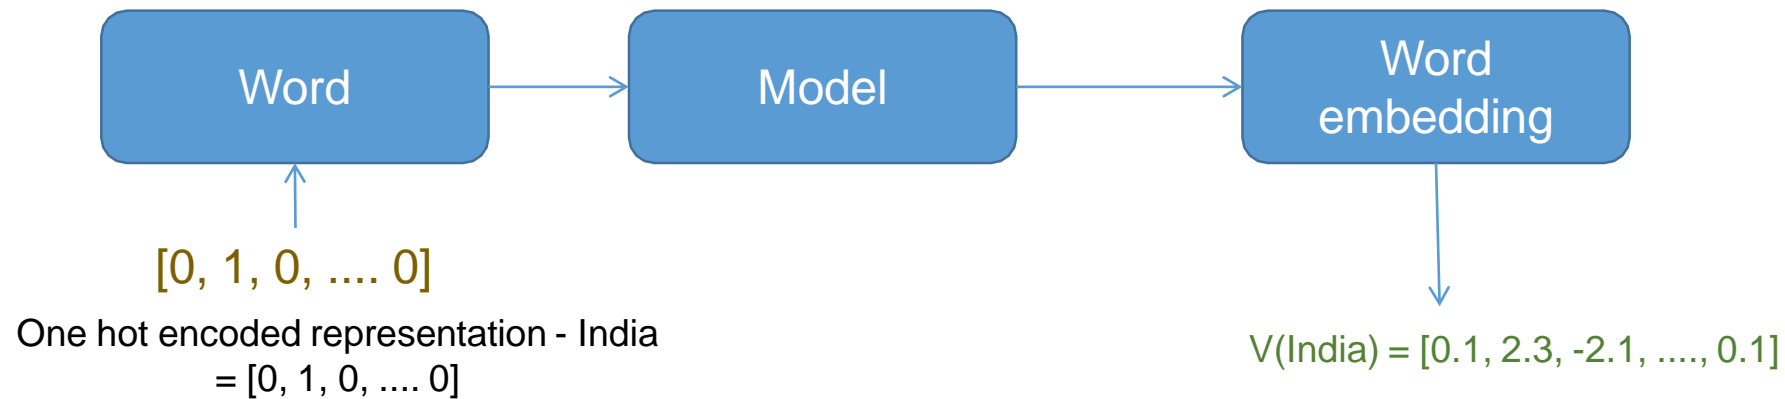 Word
Model
Word
embedding
[0, 1, 0, .... 0]
One hot encoded representation - India
= [0, 1, 0, .... 0]
V(India) = [0.1, 2.3, -2.1, ...., 0.1]